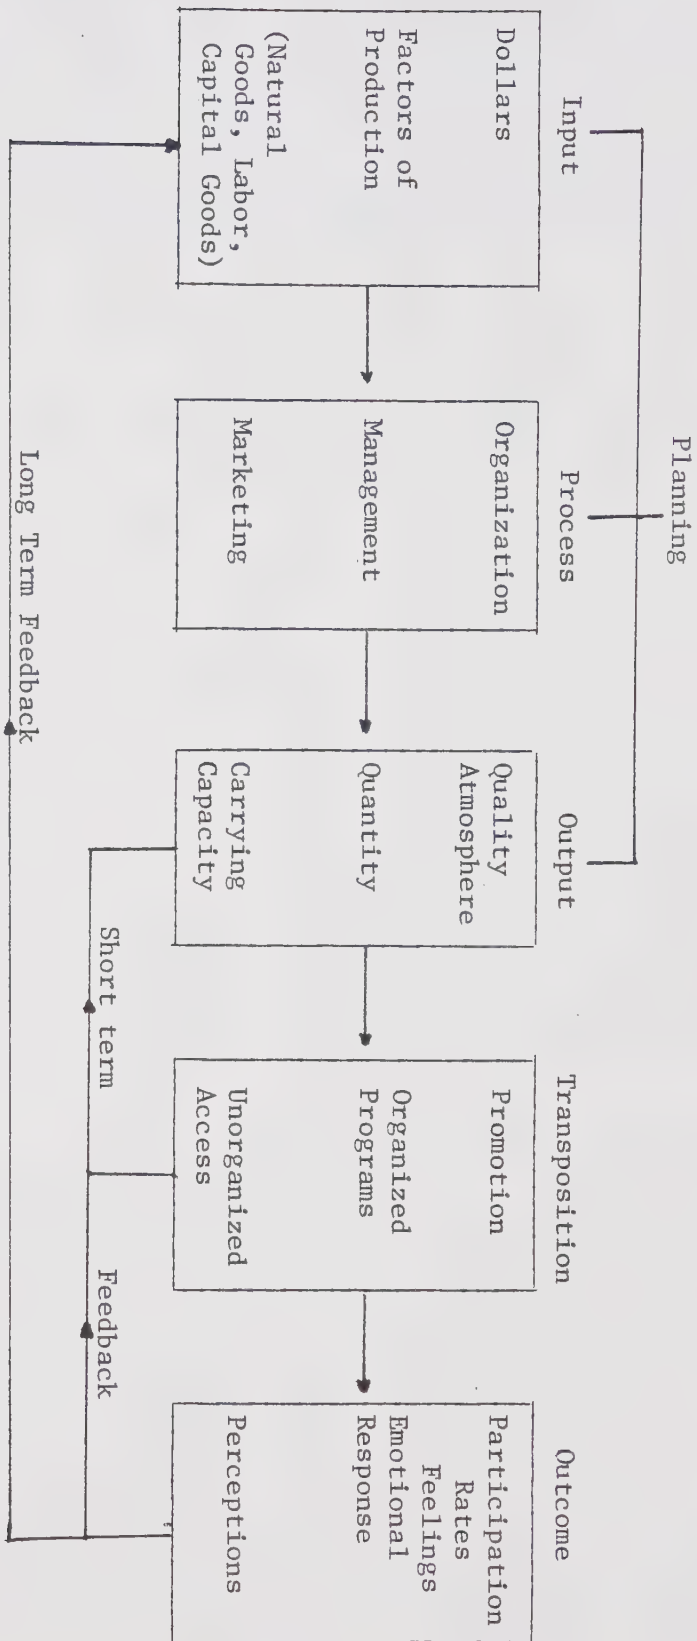 Planning
Input
Process
Output
Transposition
Outcome
Dollars
Factors of
Production
(Natural
Goods, Labor,
Capital Goods)
Organization
Management
Marketing
Quality
Atmosphere
Quantity
Carrying
Capacity
Promotion
Organized
Programs
Unorganized
Access
Participation
Rates
Feelings
Emotional
Response
Perceptions
Short term
Feedback
Long Term Feedback